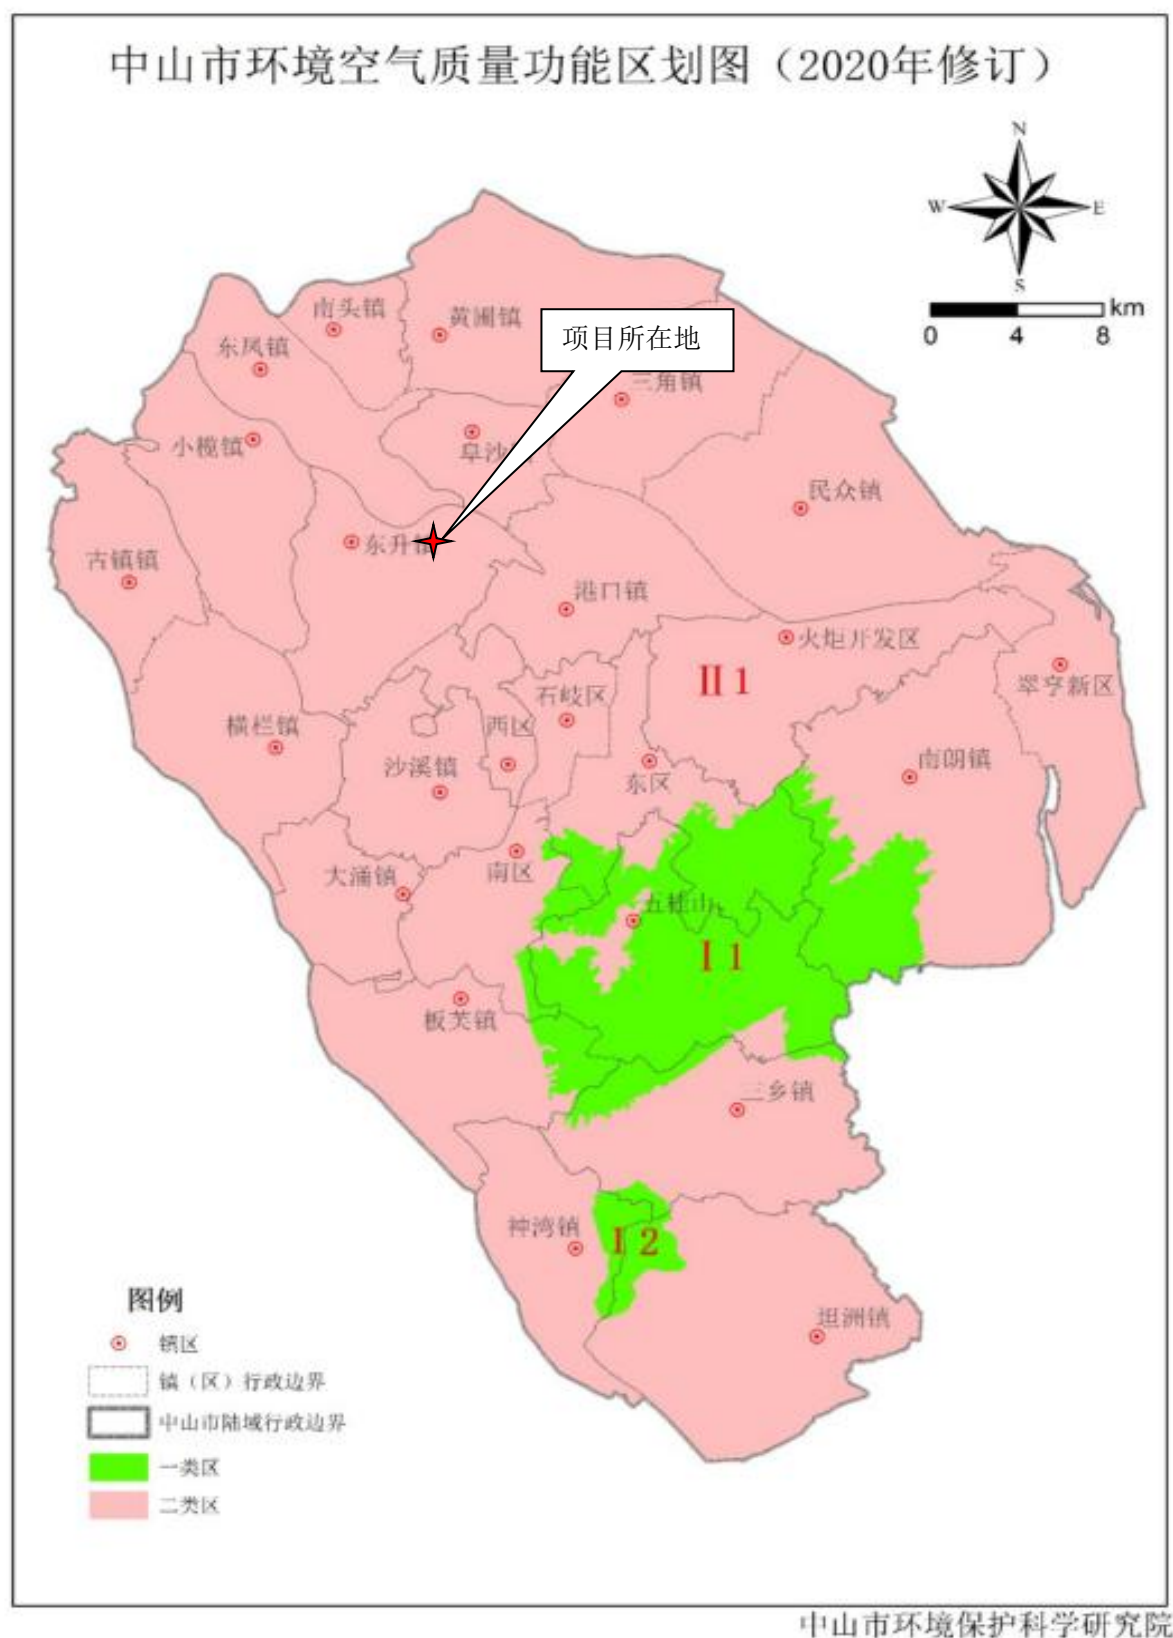 中山市环境空气质量功能区划图（2020年修订）
N
W
E
S
km
0 4 8
南头镇
黄圃镇
项目所在地
东凤镇
三角镇
小榄镇
阜沙
民众镇
东升镇
古镇镇
港口镇
火炬开发区
Ⅱ1
翠亨新区
石岐区
横栏镇
西区
南朗镇
沙溪镇
东区
南区
大涌镇
五桂山
Ⅰ1
板芙镇
三乡镇
神湾镇
Ⅰ2
坦洲镇
图例
镇区
镇（区）行政边界
中山市陆域行政边界
一类区
二类区
中山市环境保护科学研究院